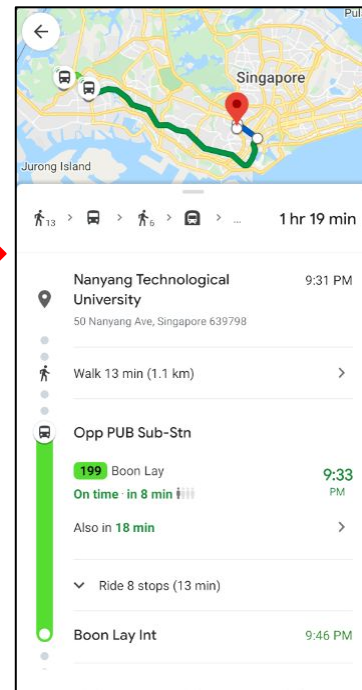 Pul
Singapore
Jurong Island
13 > > 6 > > ... 1 hr 19 min
Nanyang Technological 9:31 PM
University
50 Nanyang Ave, Singapore 639798
Walk 13 min (1.1 km) >
Opp PUB Sub-Stn
199 Boon Lay 9:33
On time · in 8 min PM
Also in 18 min >
Ride 8 stops (13 min)
Boon Lay Int 9:46 PM